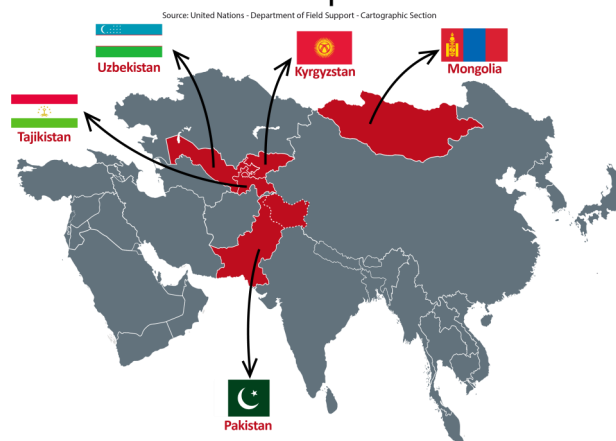 Source: United Nations - Department of Field Support - Cartographic Section
Uzbekistan
Kyrgyzstan
Mongolia
Tajikistan
Pakistan